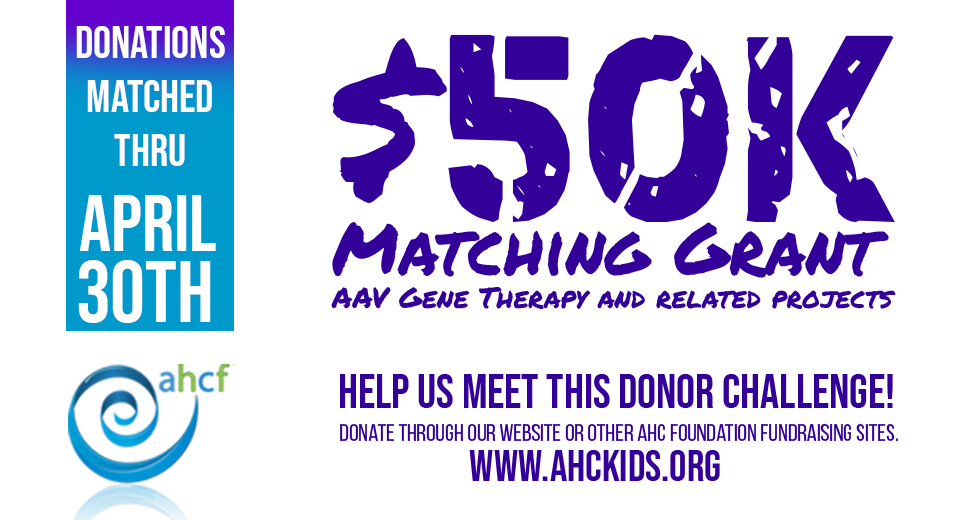 DONATIONS
MATCHED
THRU
APRIL
30TH
ahcf
$50K
MATCHING GRANT
AAV GENE THERAPY AND RELATED PROJECTS
HELP US MEET THIS DONOR CHALLENGE!
DONATE THROUGH OUR WEBSITE OR OTHER AHC FOUNDATION FUNDRAISING SITES.
WWW.AHCKIDS.ORG